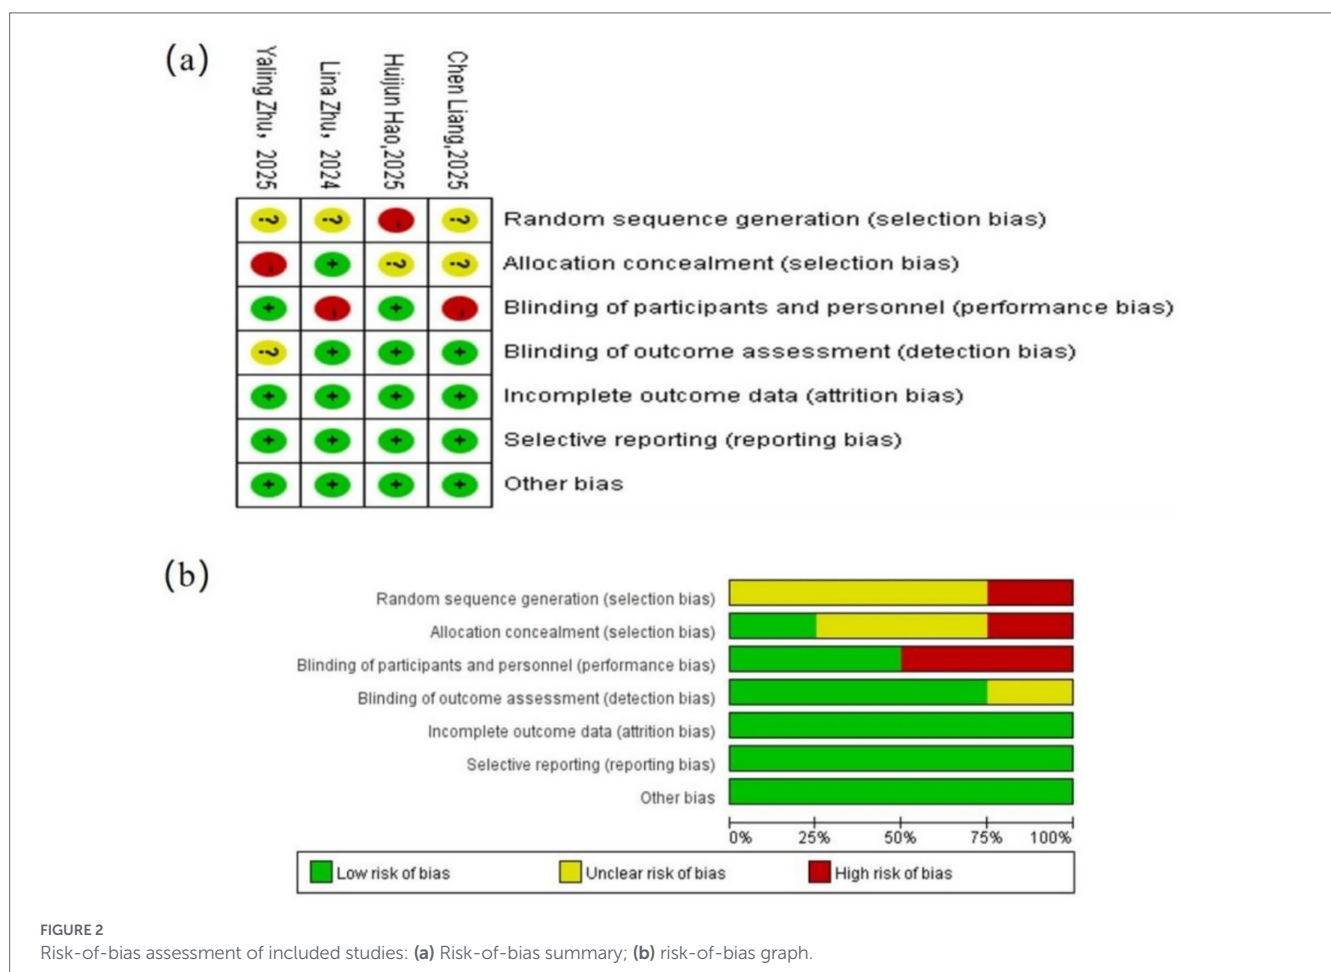 (a)
Yaling Zhu，2025
Lina Zhu，2024
Huijun Hao,2025
Chen Liang,2025
? ? - ? Random sequence generation (selection bias)
- + ? ? Allocation concealment (selection bias)
+ - + - Blinding of participants and personnel (performance bias)
? + + + Blinding of outcome assessment (detection bias)
+ + + + Incomplete outcome data (attrition bias)
+ + + + Selective reporting (reporting bias)
+ + + + Other bias
(b)
Random sequence generation (selection bias)
Allocation concealment (selection bias)
Blinding of participants and personnel (performance bias)
Blinding of outcome assessment (detection bias)
Incomplete outcome data (attrition bias)
Selective reporting (reporting bias)
Other bias
0% 25% 50% 75% 100%
Low risk of bias Unclear risk of bias High risk of bias
FIGURE 2
Risk-of-bias assessment of included studies: (a) Risk-of-bias summary; (b) risk-of-bias graph.